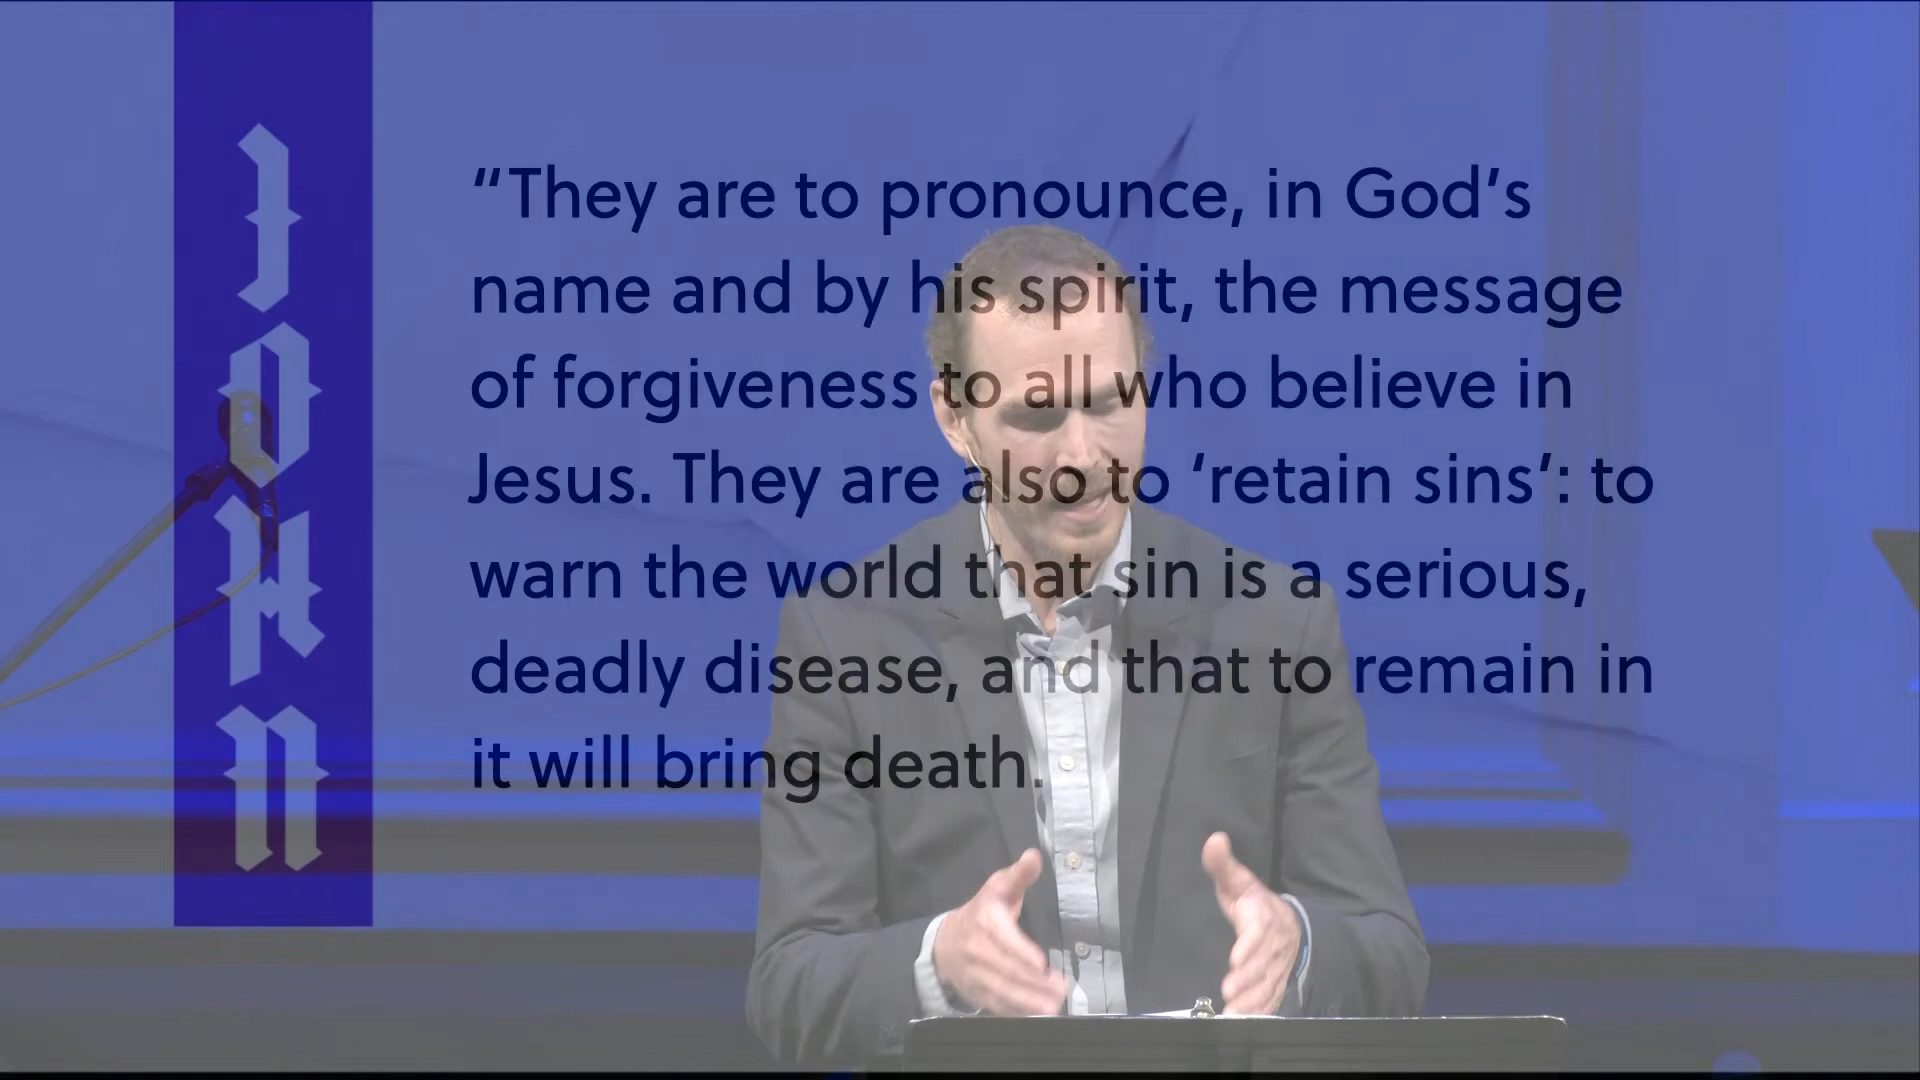 JOHN
“They are to pronounce, in God’s
name and by his spirit, the message
of forgiveness to all who believe in
Jesus. They are also to ‘retain sins’: to
warn the world that sin is a serious,
deadly disease, and that to remain in
it will bring death.